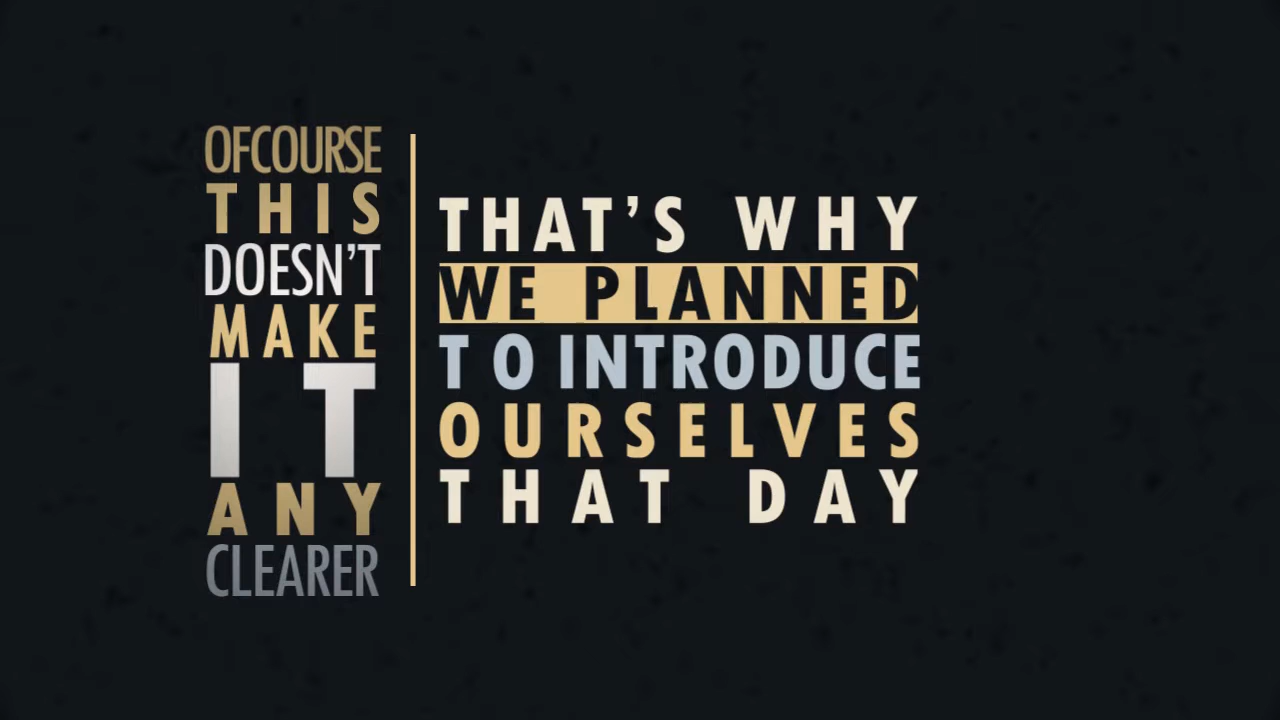 OFCOURSE
THIS
DOESN'T
MAKE
IT
ANY
CLEARER
THAT'S WHY
WE PLANNED
TO INTRODUCE
OURSELVES
THAT DAY